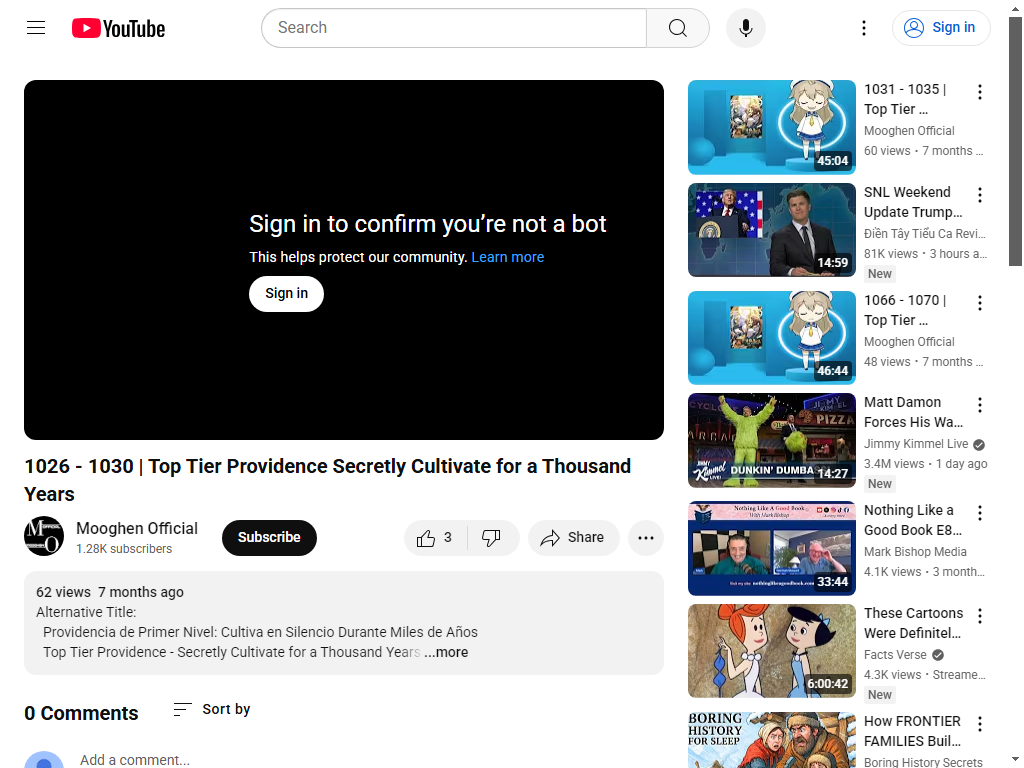 YouTube
Search
Sign in
Sign in to confirm you're not a bot
This helps protect our community. Learn more
Sign in
1026 - 1030 | Top Tier Providence Secretly Cultivate for a Thousand
Years
Mooghen Official
1.28K subscribers
Subscribe
3
Share
62 views 7 months ago
Alternative Title:
Providencia de Primer Nivel: Cultiva en Silencio Durante Miles de Años
Top Tier Providence - Secretly Cultivate for a Thousand Years ...more
0 Comments
Sort by
Add a comment...
45:04
1031 - 1035 |
Top Tier ...
Mooghen Official
60 views • 7 months ...
14:59
SNL Weekend
Update Trump...
Điền Tây Tiểu Ca Revi...
81K views • 3 hours a...
New
46:44
1066 - 1070 |
Top Tier ...
Mooghen Official
48 views • 7 months ...
PIZZA
JIMMY
KIMMEL
LIVE!
DUNKIN' DUMBA
14:27
Matt Damon
Forces His Wa...
Jimmy Kimmel Live
3.4M views • 1 day ago
New
Nothing Like a Good Book
With Mark Bishop
33:44
Nothing Like a
Good Book E8...
Mark Bishop Media
4.1K views • 3 month...
6:00:42
These Cartoons
Were Definitel...
Facts Verse
4.3K views • Streame...
New
BORING
HISTORY
FOR SLEEP
How FRONTIER
FAMILIES Buil...
Boring History Secrets